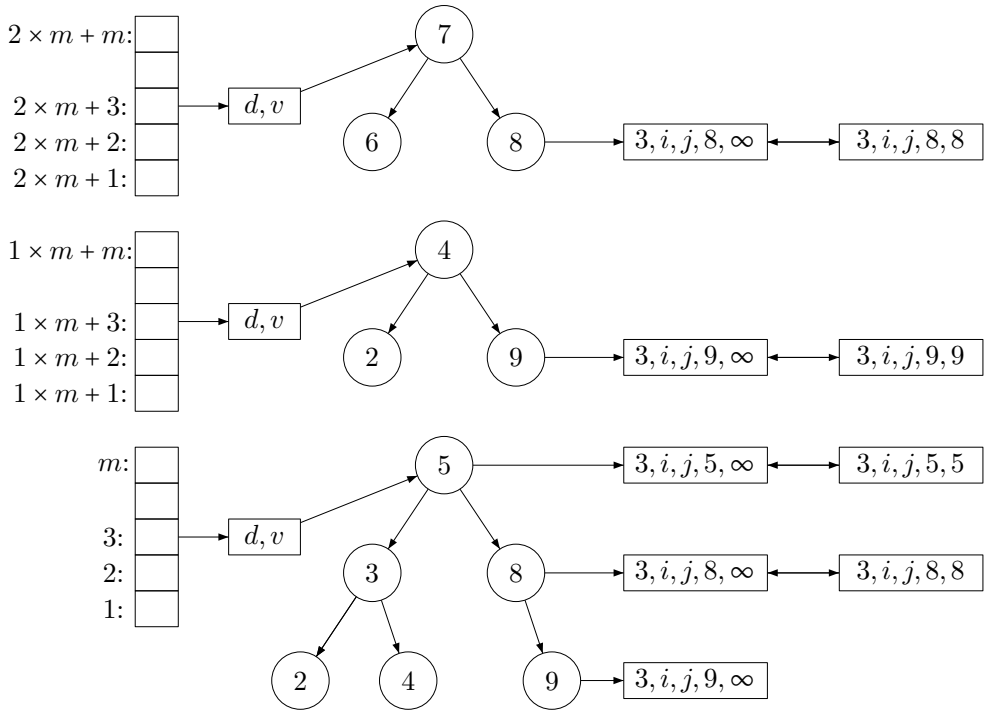 2 × m + m:
7
2 × m + 3:
d, v
2 × m + 2:
6
8
3, i, j, 8, ∞
3, i, j, 8, 8
2 × m + 1:
1 × m + m:
4
1 × m + 3:
d, v
1 × m + 2:
2
9
3, i, j, 9, ∞
3, i, j, 9, 9
1 × m + 1:
m:
5
3, i, j, 5, ∞
3, i, j, 5, 5
3:
d, v
2:
3
8
3, i, j, 8, ∞
3, i, j, 8, 8
1:
2
4
9
3, i, j, 9, ∞